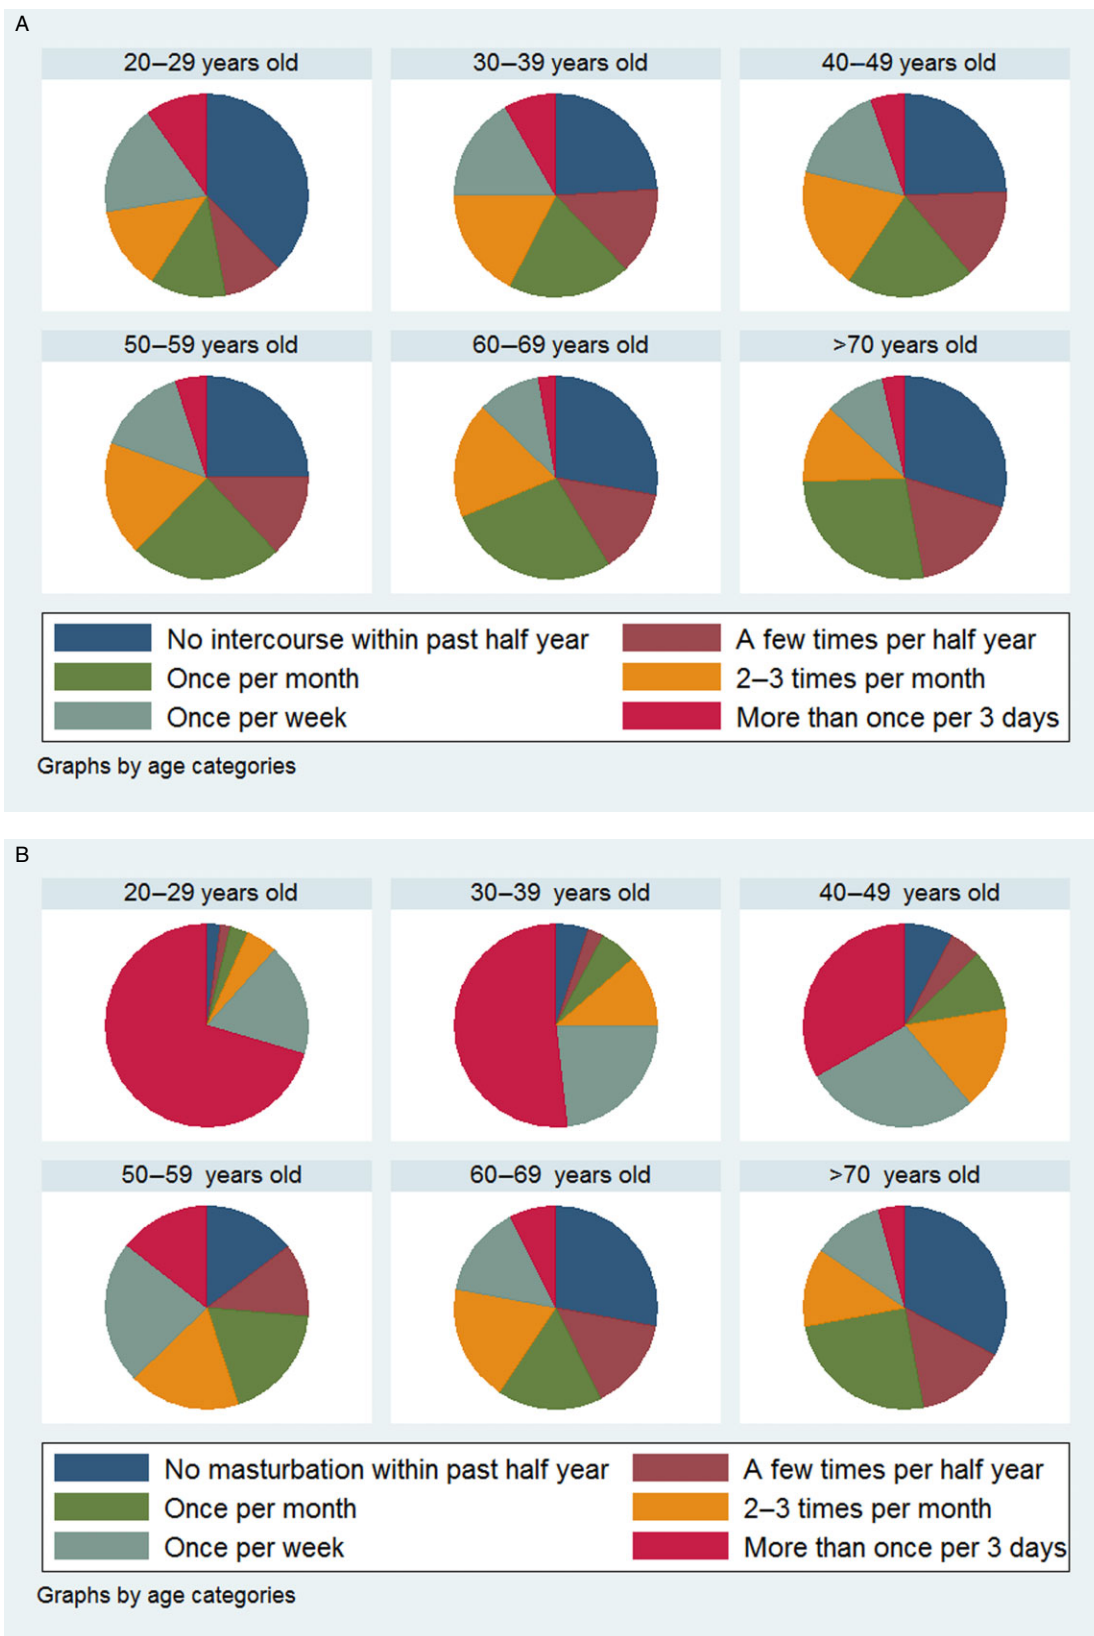 A
20–29 years old
30–39 years old
40–49 years old
50–59 years old
60–69 years old
>70 years old
No intercourse within past half year
A few times per half year
Once per month
2–3 times per month
Once per week
More than once per 3 days
Graphs by age categories
B
20–29 years old
30–39 years old
40–49 years old
50–59 years old
60–69 years old
>70 years old
No masturbation within past half year
A few times per half year
Once per month
2–3 times per month
Once per week
More than once per 3 days
Graphs by age categories